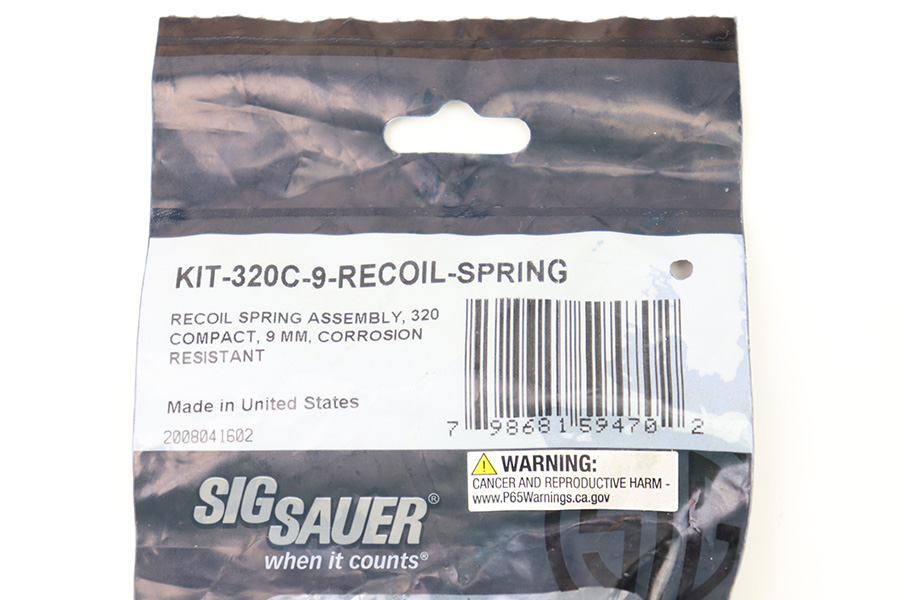 KIT-320C-9-RECOIL-SPRING
RECOIL SPRING ASSEMBLY, 320
COMPACT, 9 MM, CORROSION
RESISTANT
Made in United States
2008041602
7 98681 59470 2
WARNING:
CANCER AND REPRODUCTIVE HARM -
www.P65Warnings.ca.gov
SIG SAUER®
when it counts®